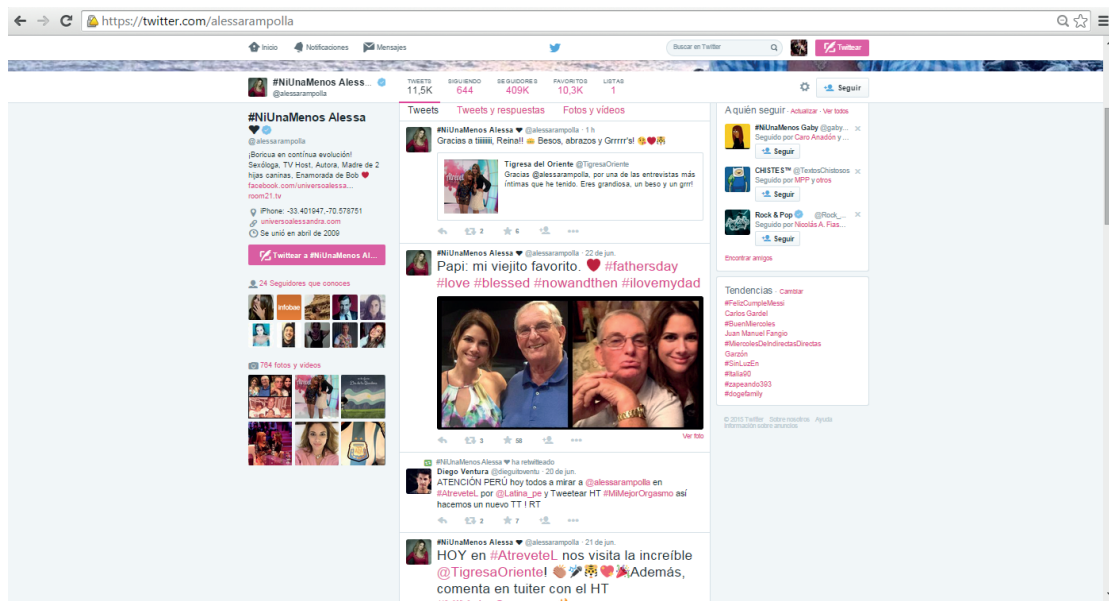 https://twitter.com/alessarampolla
Inicio
Notificaciones
Mensajes
Buscar en Twitter
Twittear
#NiUnaMenos Aless...
@alessarampolla
TWEETS
11,5K
SIGUIENDO
644
SEGUIDORES
409K
FAVORITOS
10,3K
LISTAS
1
Seguir
#NiUnaMenos Alessa
@alessarampolla
¡Boricua en contínua evolución!
Sexóloga, TV Host, Autora, Madre de 2
hijas caninas, Enamorada de Bob ❤
facebook.com/universoalessa...
room21.tv
iPhone: -33.401947,-70.578751
universoalessandra.com
Se unió en abril de 2009
Twittear a #NiUnaMenos Al...
24 Seguidores que conoces
infobae
764 fotos y videos
Tweets
Tweets y respuestas
Fotos y vídeos
#NiUnaMenos Alessa ♥ @alessarampolla · 1 h
Gracias a tiiiiiii, Reina!! Besos, abrazos y Grrrrr's!
Tigresa del Oriente @TigresaOriente
Gracias @alessarampolla, por una de las entrevistas más
íntimas que he tenido. Eres grandiosa, un beso y un grrr!
2
6
#NiUnaMenos Alessa ♥ @alessarampolla · 22 de jun.
Papi: mi viejito favorito. ❤ #fathersday
#love #blessed #nowandthen #ilovemydad
3
58
Ver foto
#NiUnaMenos Alessa ♥ ha retwitteado
Diego Ventura @dieguitoventu · 20 de jun.
ATENCIÓN PERÚ hoy todos a mirar a @alessarampolla en
#AtreveteL por @Latina_pe y Tweetear HT #MiMejorOrgasmo así
hacemos un nuevo TT ! RT
2
7
#NiUnaMenos Alessa ♥ @alessarampolla · 21 de jun.
HOY en #AtreveteL nos visita la increíble
@TigresaOriente! Además,
comenta en tuiter con el HT
A quién seguir · Actualizar · Ver todos
#NiUnaMenos Gaby @gaby...
Seguido por Caro Anadón y ...
Seguir
CHISTES™ @TextosChistosos
Seguido por MPP y otros
Seguir
Rock & Pop @Rock_...
Seguido por Nicolás A. Fias...
Seguir
Encontrar amigos
Tendencias · Cambiar
#FelizCumpleMessi
Carlos Gardel
#BuenMiercoles
Juan Manuel Fangio
#MiercolesDeIndirectasDirectas
Garzón
#SinLuzEn
#Italia90
#zapeando393
#dogefamily
© 2015 Twitter Sobre nosotros Ayuda
Información sobre anuncios